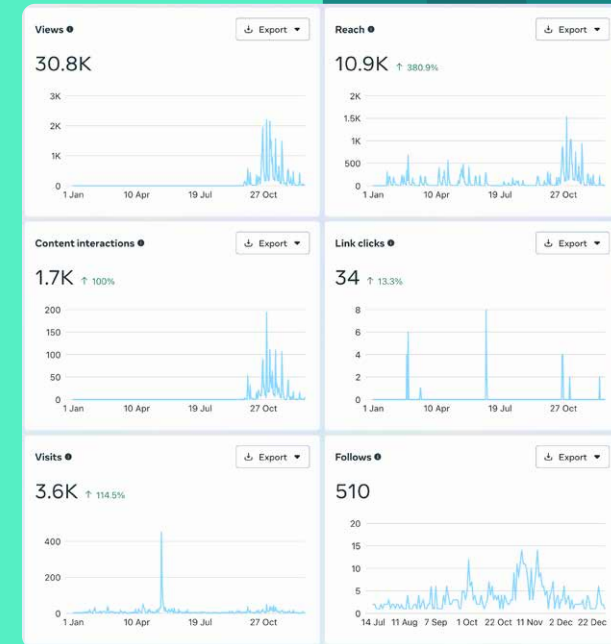 Views
Export
30.8K
3K
2K
1K
0
1 Jan 10 Apr 19 Jul 27 Oct
Reach
Export
10.9K ↑ 380.9%
2K
1.5K
1K
500
0
1 Jan 10 Apr 19 Jul 27 Oct
Content interactions
Export
1.7K ↑ 100%
200
150
100
50
0
1 Jan 10 Apr 19 Jul 27 Oct
Link clicks
Export
34 ↑ 13.3%
8
6
4
2
0
1 Jan 10 Apr 19 Jul 27 Oct
Visits
Export
3.6K ↑ 114.5%
400
200
0
1 Jan 10 Apr 19 Jul 27 Oct
Follows
Export
510
20
15
10
5
0
14 Jul 11 Aug 7 Sep 1 Oct 22 Oct 11 Nov 2 Dec 22 Dec